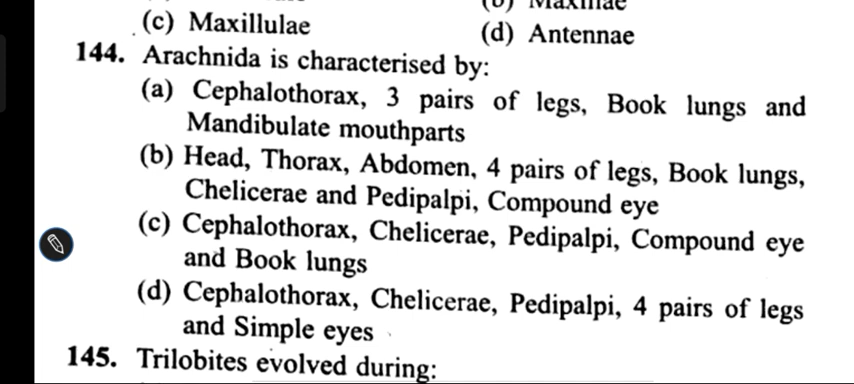 (c) Maxillulae
(d) Antennae
144. Arachnida is characterised by:
(a) Cephalothorax, 3 pairs of legs, Book lungs and
Mandibulate mouthparts
(b) Head, Thorax, Abdomen, 4 pairs of legs, Book lungs,
Chelicerae and Pedipalpi, Compound eye
(c) Cephalothorax, Chelicerae, Pedipalpi, Compound eye
and Book lungs
(d) Cephalothorax, Chelicerae, Pedipalpi, 4 pairs of legs
and Simple eyes
145. Trilobites evolved during: